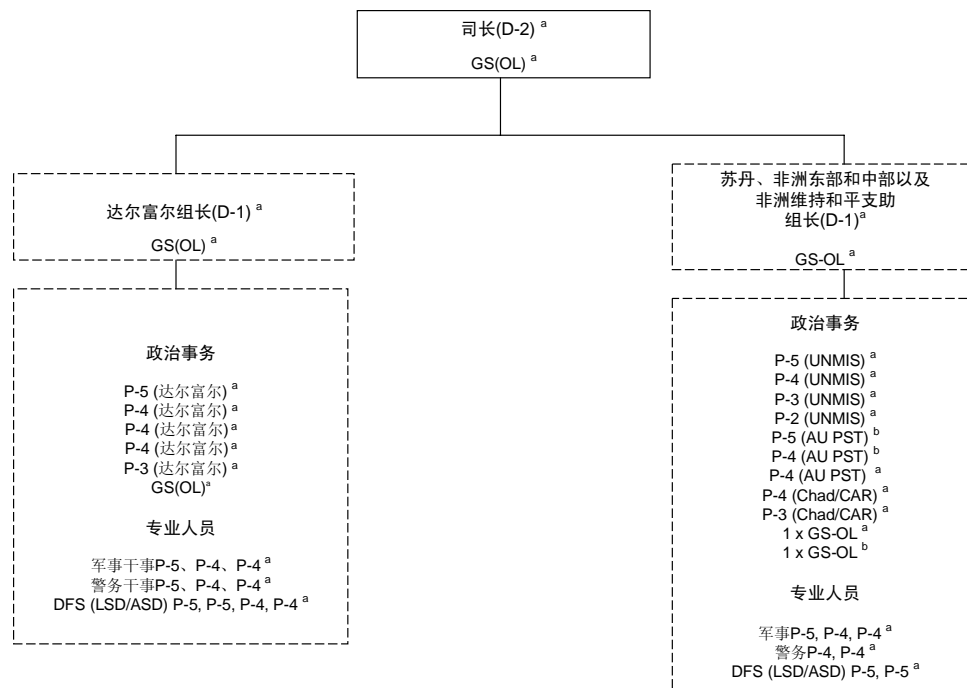 司长(D-2) a
GS(OL) a
达尔富尔组长(D-1) a
GS(OL) a
苏丹、非洲东部和中部以及
非洲维持和平支助
组长(D-1) a
GS-OL a
政治事务
P-5 (达尔富尔) a
P-4 (达尔富尔) a
P-4 (达尔富尔) a
P-4 (达尔富尔) a
P-3 (达尔富尔) a
GS(OL) a
专业人员
军事干事P-5、P-4、P-4 a
警务干事P-5、P-4、P-4 a
DFS (LSD/ASD) P-5, P-5, P-4, P-4 a
政治事务
P-5 (UNMIS) a
P-4 (UNMIS) a
P-3 (UNMIS) a
P-2 (UNMIS) a
P-5 (AU PST) b
P-4 (AU PST) b
P-4 (AU PST) a
P-4 (Chad/CAR) a
P-3 (Chad/CAR) a
1 x GS-OL a
1 x GS-OL b
专业人员
军事P-5, P-4, P-4 a
警务P-4, P-4 a
DFS (LSD/ASD) P-5, P-5 a